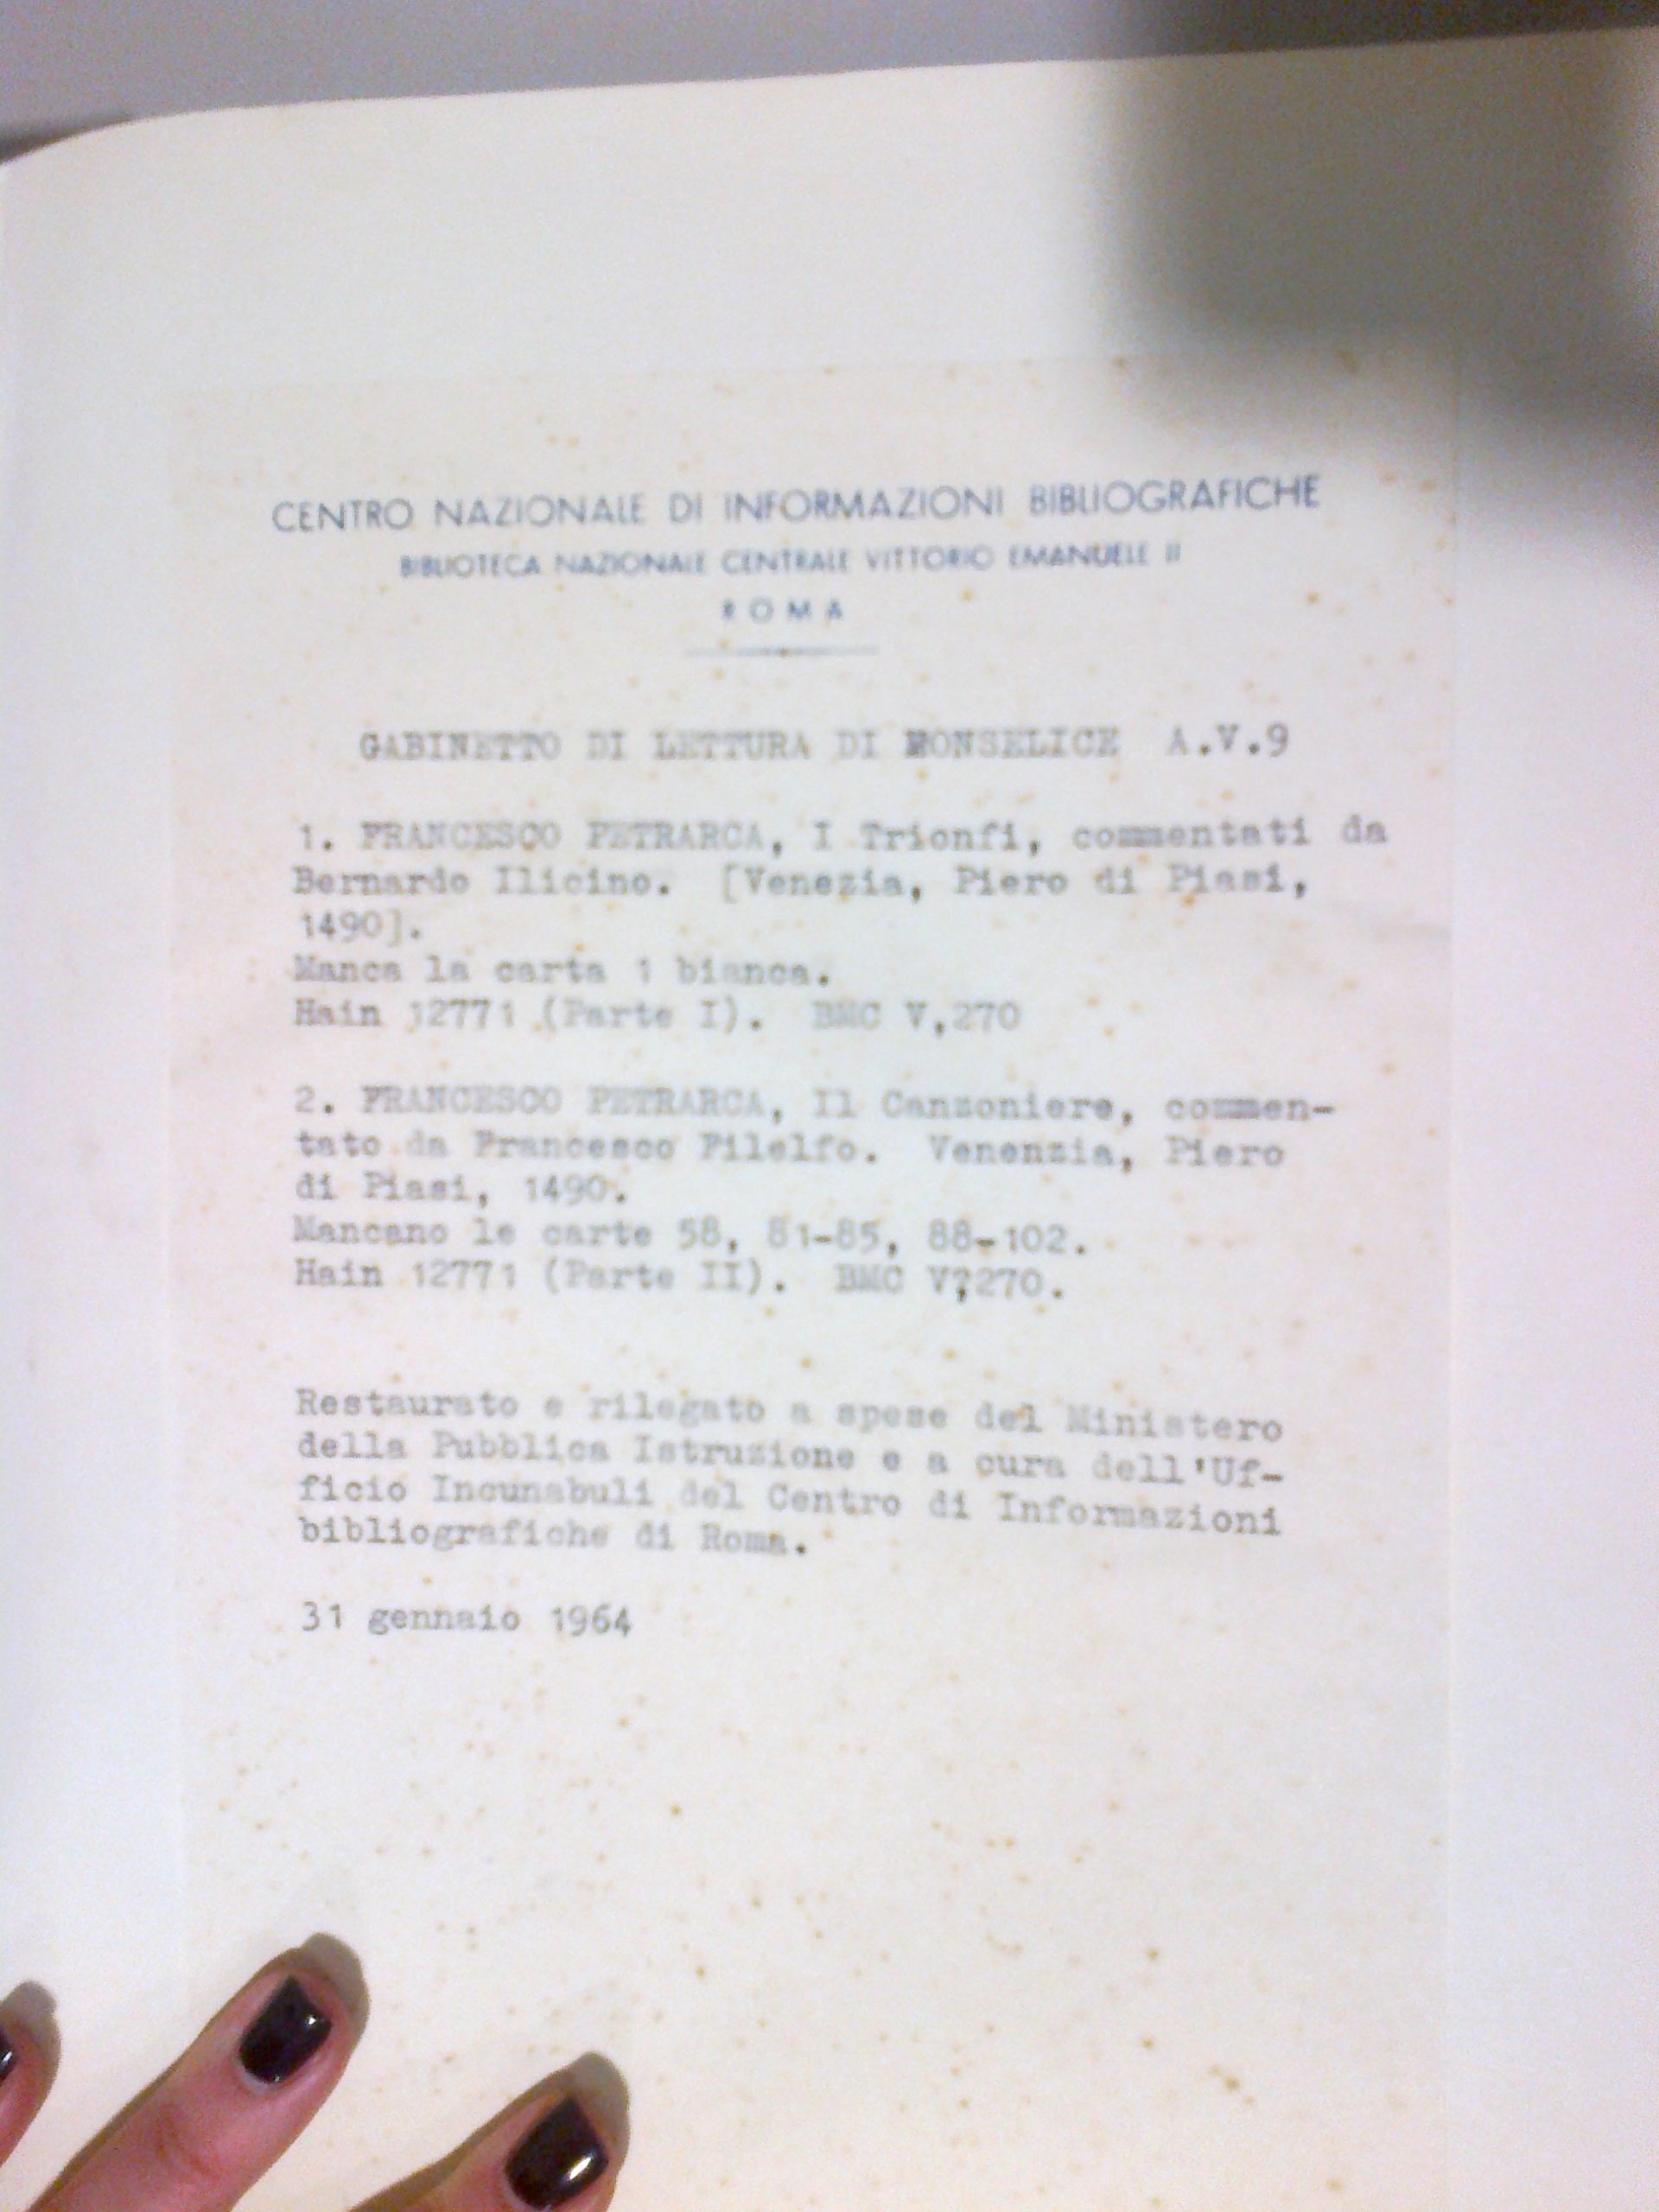 CENTRO NAZIONALE DI INFORMAZIONI BIBLIOGRAFICHE
BIBLIOTECA NAZIONALE CENTRALE VITTORIO EMANUELE II
ROMA
GABINETTO DI LETTURA DI MONSELICE A.V.9
1. FRANCESCO PETRARCA, I Trionfi, commentati da
Bernardo Ilicino. [Venezia, Piero di Piasi,
1490].
Manca la carta 1 bianca.
Hain 12771 (Parte I). BMC V,270
2. FRANCESCO PETRARCA, Il Canzoniere, commen-
tato da Francesco Filelfo. Venenzia, Piero
di Piasi, 1490.
Mancano le carte 58, 81-85, 88-102.
Hain 12771 (Parte II). BMC V,270.
Restaurato e rilegato a spese del Ministero
della Pubblica Istruzione e a cura dell'Uf-
ficio Incunabuli del Centro di Informazioni
bibliografiche di Roma.
31 gennaio 1964